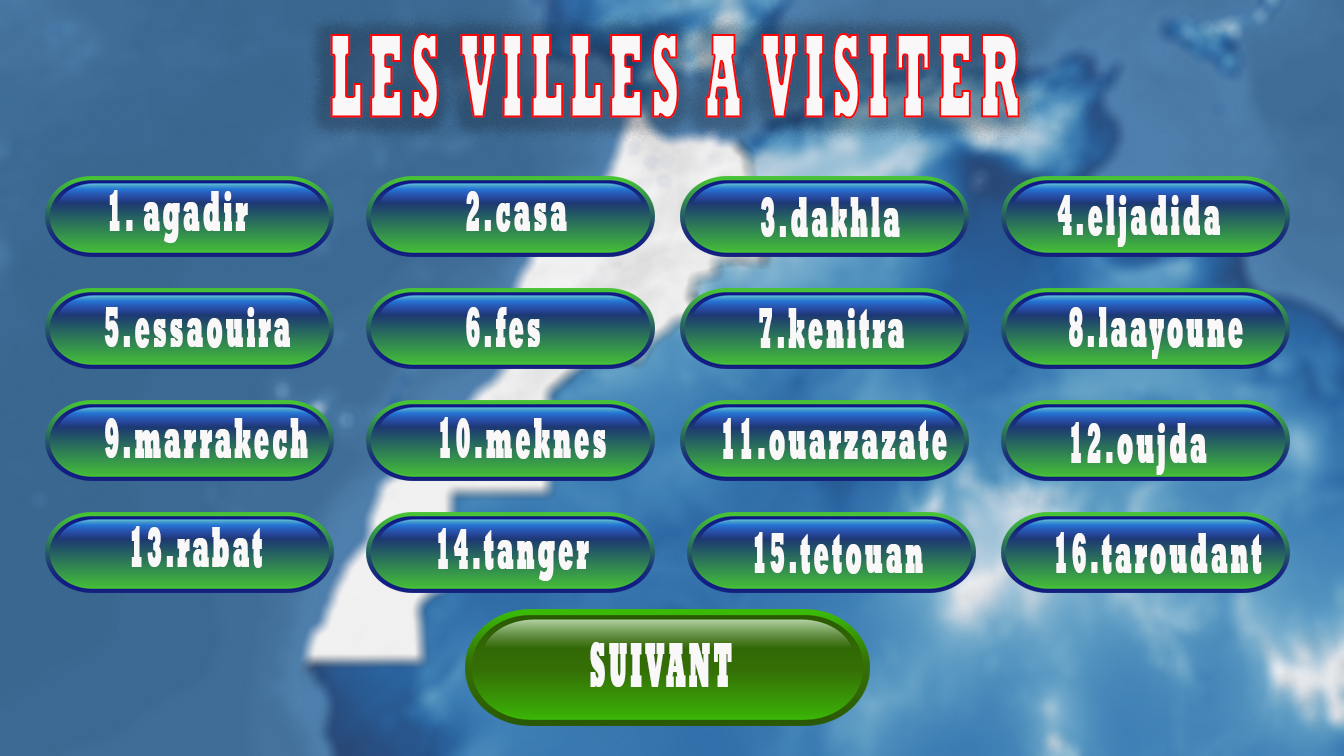 LES VILLES A VISITER
1. agadir
2.casa
3.dakhla
4.eljadida
5.essaouira
6.fes
7.kenitra
8.laayoune
9.marrakech
10.meknes
11.ouarzazate
12.oujda
13.rabat
14.tanger
15.tetouan
16.taroudant
SUIVANT